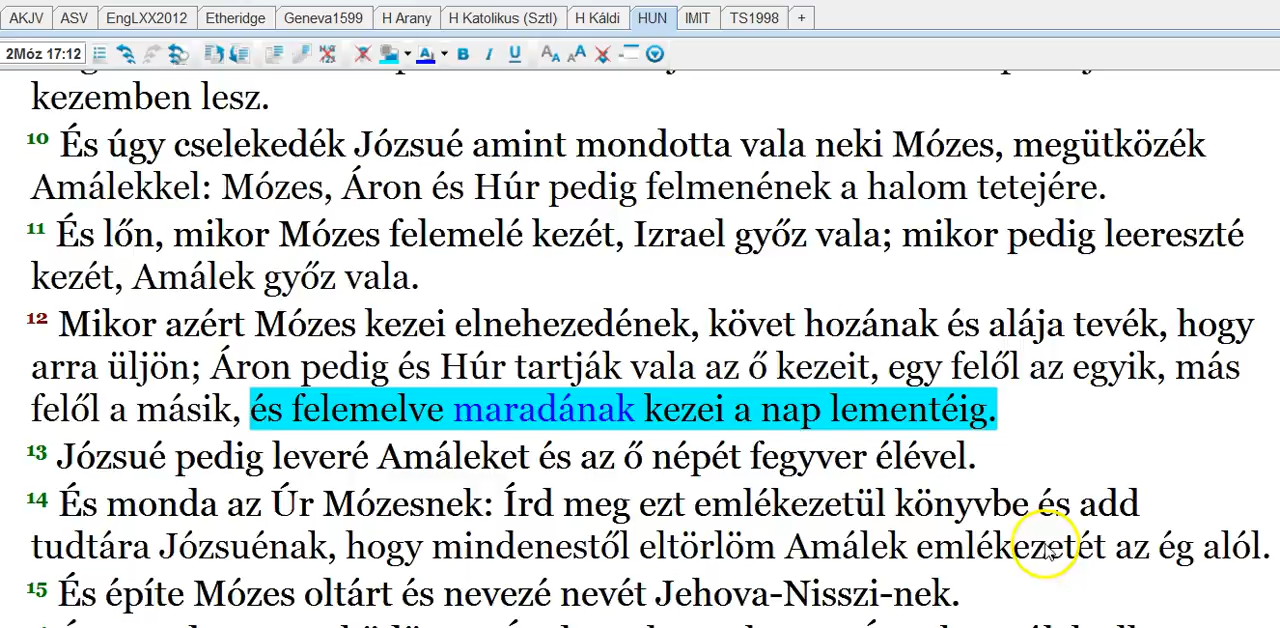 AKJV ASV EngLXX2012 Etheridge Geneva1599 H Arany H Katolikus (Sztl) H Káldi HUN IMIT TS1998 +
2Móz 17:12
kezemben lesz.
10 És úgy cselekedék Józsué amint mondotta vala neki Mózes, megütközék
Amálekkel: Mózes, Áron és Húr pedig felmenének a halom tetejére.
11 És lőn, mikor Mózes felemelé kezét, Izrael győz vala; mikor pedig leereszté
kezét, Amálek győz vala.
12 Mikor azért Mózes kezei elnehezedének, követ hozának és alája tevék, hogy
arra üljön; Áron pedig és Húr tartják vala az ő kezeit, egy felől az egyik, más
felől a másik, és felemelve maradának kezei a nap lementéig.
13 Józsué pedig leveré Amáleket és az ő népét fegyver élével.
14 És monda az Úr Mózesnek: Írd meg ezt emlékezetül könyvbe és add
tudtára Józsuénak, hogy mindenestől eltörlöm Amálek emlékezetét az ég alól.
15 És építe Mózes oltárt és nevezé nevét Jehova-Nisszi-nek.